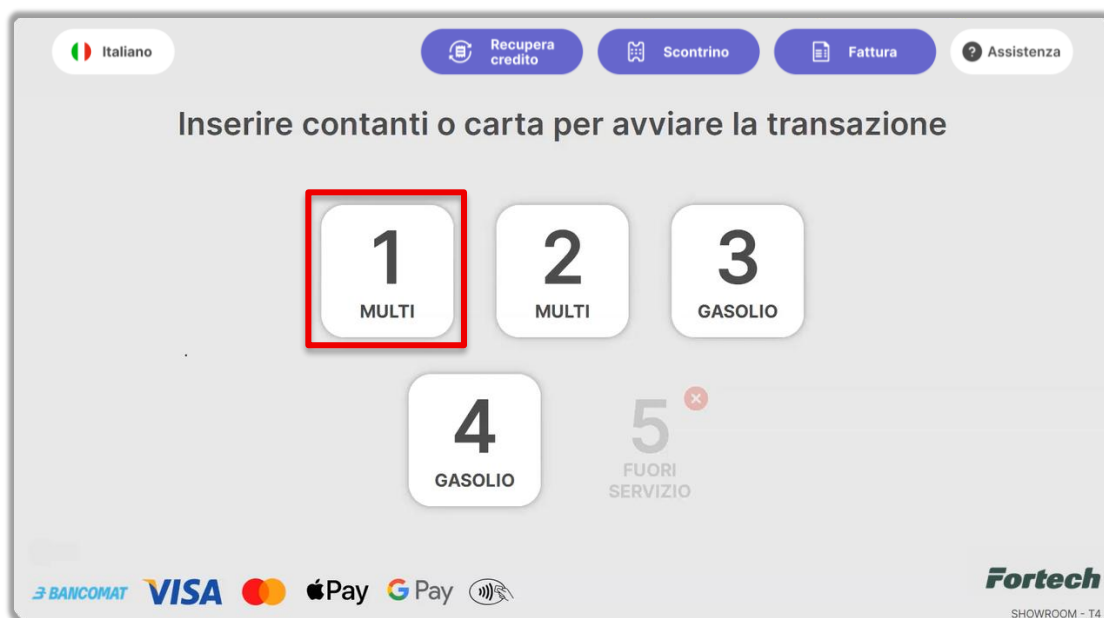 Italiano
Recupera
credito
Scontrino
Fattura
? Assistenza
Inserire contanti o carta per avviare la transazione
1
MULTI
2
MULTI
3
GASOLIO
4
GASOLIO
5
FUORI
SERVIZIO
BANCOMAT VISA Pay G Pay
Fortech
SHOWROOM - T4